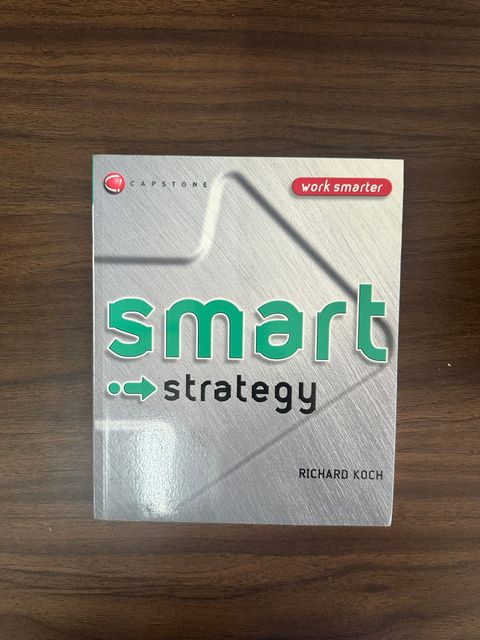 CAPSTONE
work smarter
smart
strategy
RICHARD KOCH